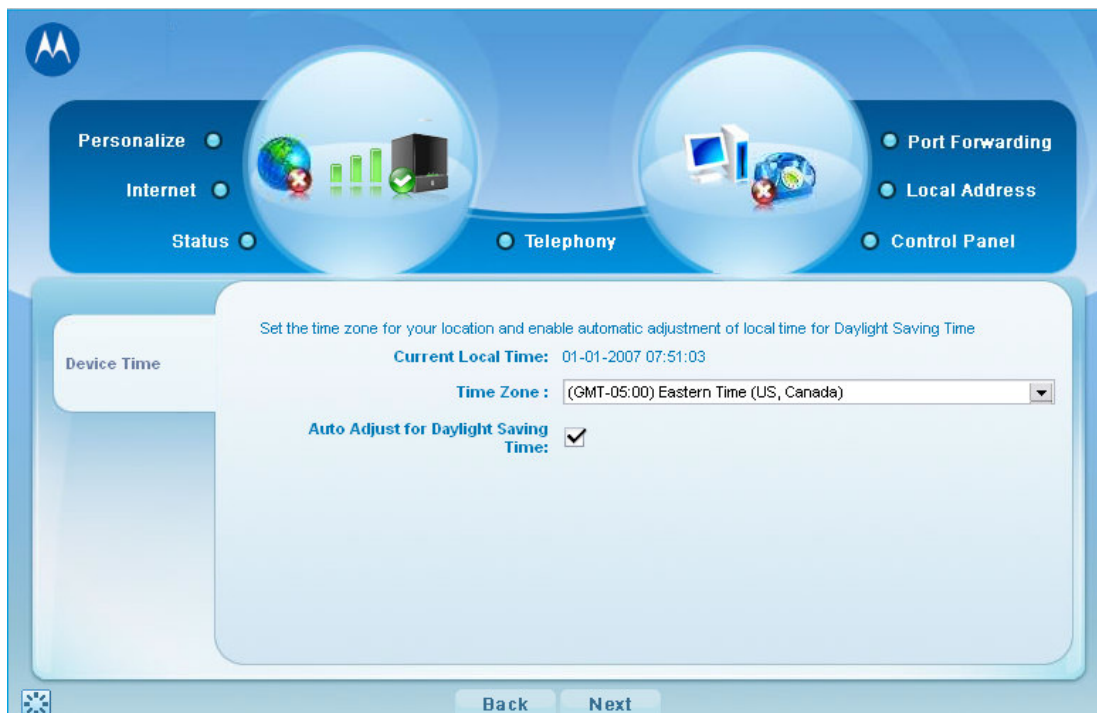 Personalize
Internet
Status
Telephony
Port Forwarding
Local Address
Control Panel
Device Time
Set the time zone for your location and enable automatic adjustment of local time for Daylight Saving Time
Current Local Time: 01-01-2007 07:51:03
Time Zone : (GMT-05:00) Eastern Time (US, Canada)
Auto Adjust for Daylight Saving
Time:
Back Next